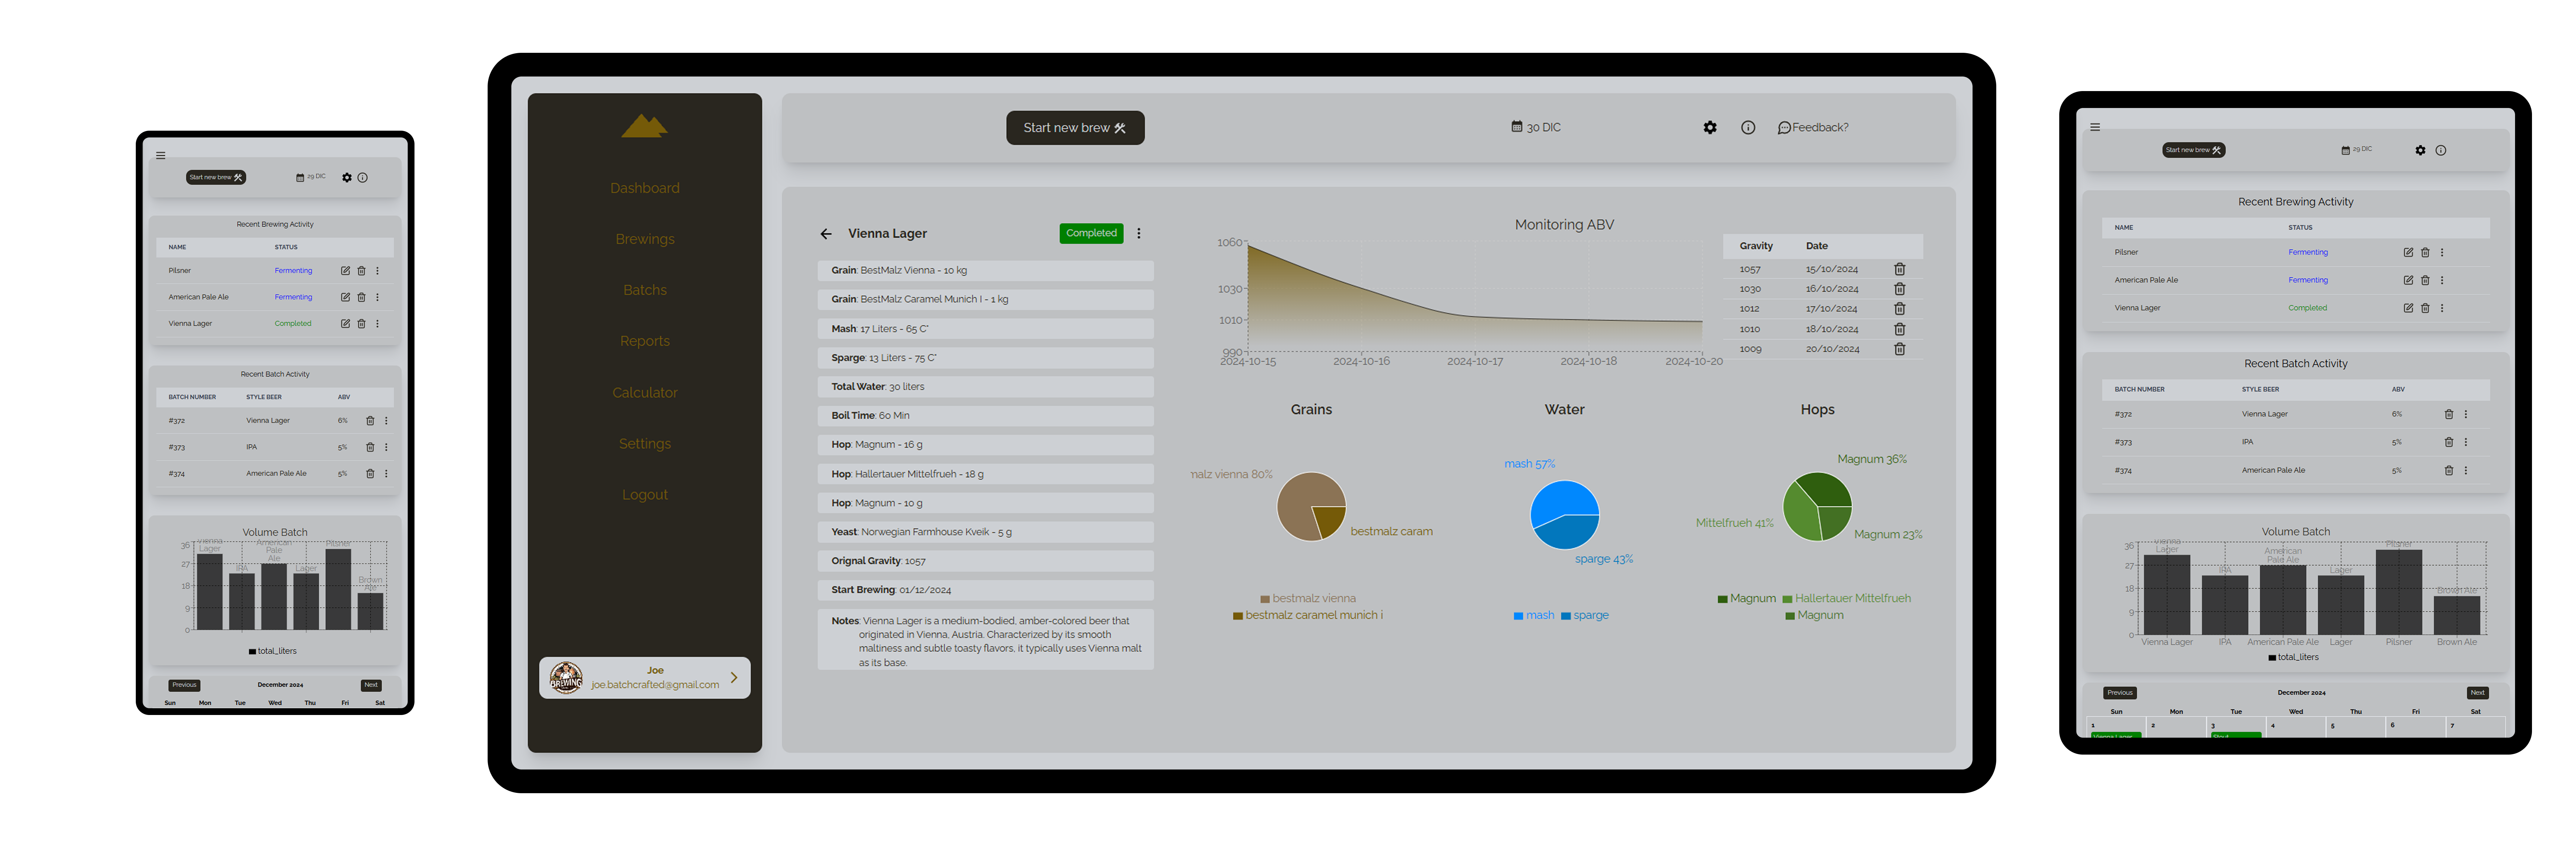 Start new brew
29 DIC
Recent Brewing Activity
NAME STATUS
Pilsner Fermenting
American Pale Ale Fermenting
Vienna Lager Completed
Recent Batch Activity
BATCH NUMBER STYLE BEER ABV
#372 Vienna Lager 6%
#373 IPA 5%
#374 American Pale Ale 5%
Volume Batch
36
27
18
9
0
Vienna Lager
IPA
American Pale Ale
Lager
Pilsner
Brown Ale
total_liters
Previous December 2024 Next
Sun Mon Tue Wed Thu Fri Sat
Dashboard
Brewings
Batchs
Reports
Calculator
Settings
Logout
Joe
joe.batchcrafted@gmail.com
BREWING
Start new brew
30 DIC
Feedback?
Vienna Lager Completed
Grain: BestMalz Vienna - 10 kg
Grain: BestMalz Caramel Munich I - 1 kg
Mash: 17 Liters - 65 C°
Sparge: 13 Liters - 75 C°
Total Water: 30 liters
Boil Time: 60 Min
Hop: Magnum - 16 g
Hop: Hallertauer Mittelfrueh - 18 g
Hop: Magnum - 10 g
Yeast: Norwegian Farmhouse Kveik - 5 g
Orignal Gravity: 1057
Start Brewing: 01/12/2024
Notes: Vienna Lager is a medium-bodied, amber-colored beer that
originated in Vienna, Austria. Characterized by its smooth
maltiness and subtle toasty flavors, it typically uses Vienna malt
as its base.
Monitoring ABV
1060
1030
1010
990
2024-10-15 2024-10-16 2024-10-17 2024-10-18 2024-10-20
Gravity Date
1057 15/10/2024
1030 16/10/2024
1012 17/10/2024
1010 18/10/2024
1009 20/10/2024
Grains
vienna 80%
bestmalz caram
bestmalz vienna
bestmalz caramel munich i
Water
mash 57%
sparge 43%
mash sparge
Hops
Magnum 36%
Mittelfrueh 41%
Magnum 23%
Magnum Hallertauer Mittelfrueh
Magnum
Start new brew
29 DIC
Recent Brewing Activity
NAME STATUS
Pilsner Fermenting
American Pale Ale Fermenting
Vienna Lager Completed
Recent Batch Activity
BATCH NUMBER STYLE BEER ABV
#372 Vienna Lager 6%
#373 IPA 5%
#374 American Pale Ale 5%
Volume Batch
36
27
18
9
0
Vienna Lager
IPA
American Pale Ale
Lager
Pilsner
Brown Ale
Vienna Lager IPA American Pale Ale Lager Pilsner Brown Ale
total_liters
Previous December 2024 Next
Sun Mon Tue Wed Thu Fri Sat
1 2 3 4 5 6 7